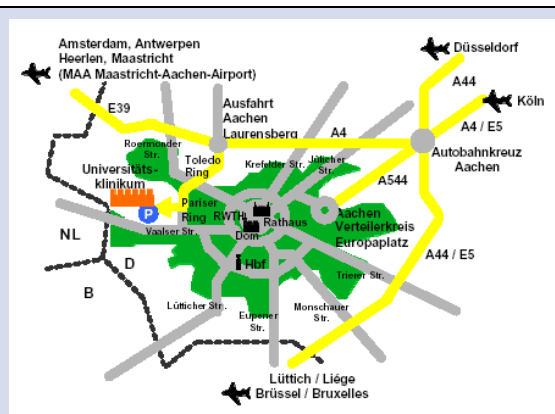 Amsterdam, Antwerpen
Heerlen, Maastricht
(MAA Maastricht-Aachen-Airport)
Düsseldorf
A44
Köln
E39
Ausfahrt
Aachen
Laurensberg
A4
A4 / E5
Autobahnkreuz
Aachen
Roermonder
Str.
Toledo
Ring
Krefelder Str.
Jülicher
Str.
Universitäts-
klinikum
A544
P
Pariser
Ring
RWTH
Rathaus
Aachen
Verteilerkreis
Europaplatz
Vaalser Str.
Dom
NL
D
B
Hbf
A44 / E5
Trierer Str.
Lütticher Str.
Eupener
Str.
Monschauer
Str.
Lüttich / Liége
Brüssel / Bruxelles